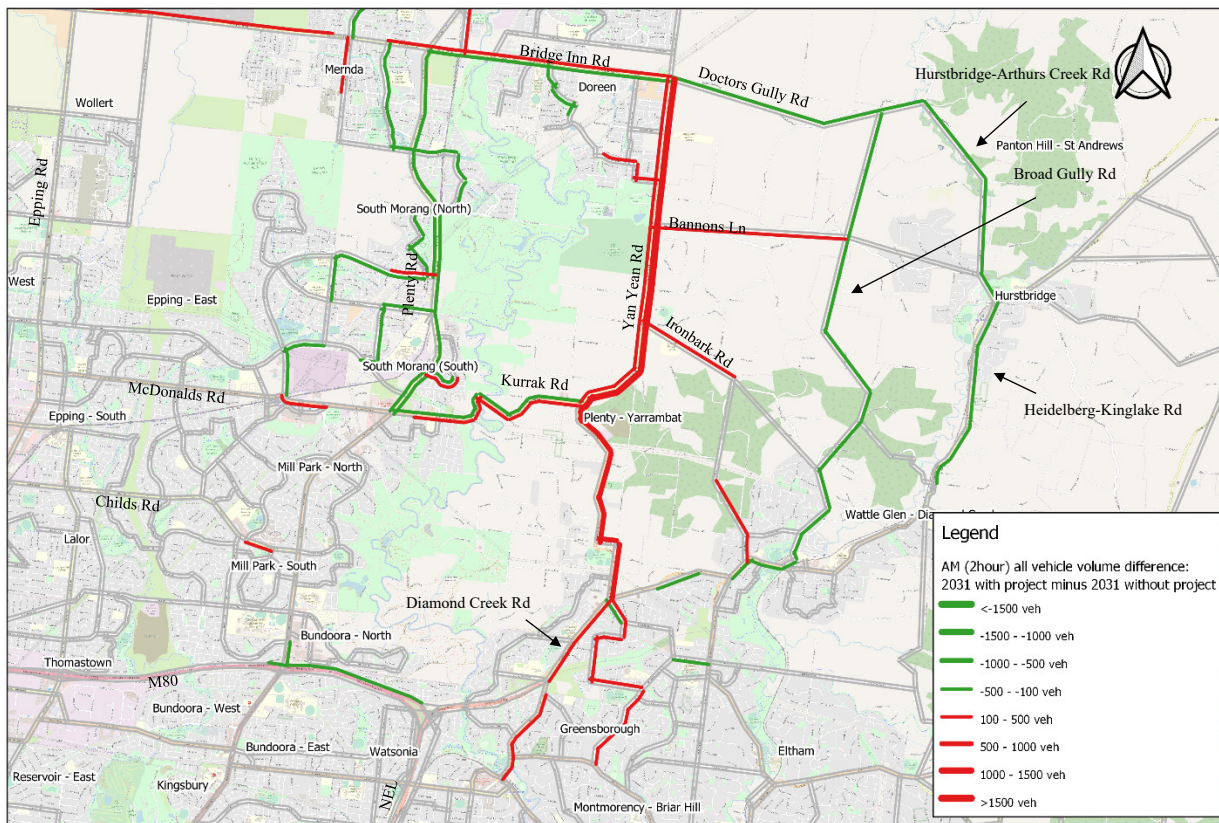 Bridge Inn Rd
Mernda
Doreen
Doctors Gully Rd
Hurstbridge-Arthurs Creek Rd
Wollert
Panton Hill - St Andrews
Broad Gully Rd
Epping Rd
South Morang (North)
Bannons Ln
West
Plenty Rd
Yan Yean Rd
Epping - East
Hurstbridge
Ironbark Rd
South Morang (South)
Kurrak Rd
McDonalds Rd
Heidelberg-Kinglake Rd
Epping - South
Plenty - Yarrambat
Mill Park - North
Childs Rd
Wattle Glen - Diamond Creek
Lalor
Mill Park - South
Diamond Creek Rd
Bundoora - North
Thomastown
M80
Bundoora - West
Greensborough
Bundoora - East
Watsonia
Eltham
Reservoir - East
Kingsbury
NEL
Montmorency - Briar Hill
Legend
AM (2hour) all vehicle volume difference:
2031 with project minus 2031 without project
<-1500 veh
-1500 - -1000 veh
-1000 - -500 veh
-500 - -100 veh
100 - 500 veh
500 - 1000 veh
1000 - 1500 veh
>1500 veh